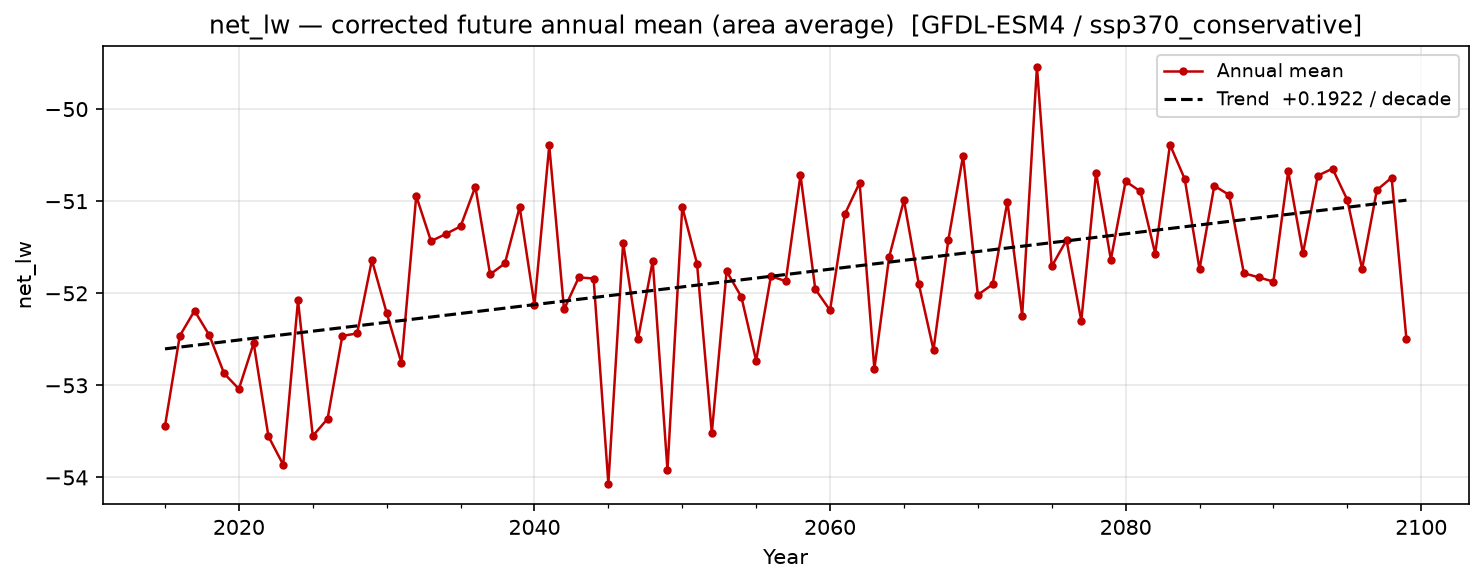 net_lw — corrected future annual mean (area average)  [GFDL-ESM4 / ssp370_conservative]
Annual mean
Trend  +0.1922 / decade
net_lw
−50
−51
−52
−53
−54
2020
2040
2060
2080
2100
Year